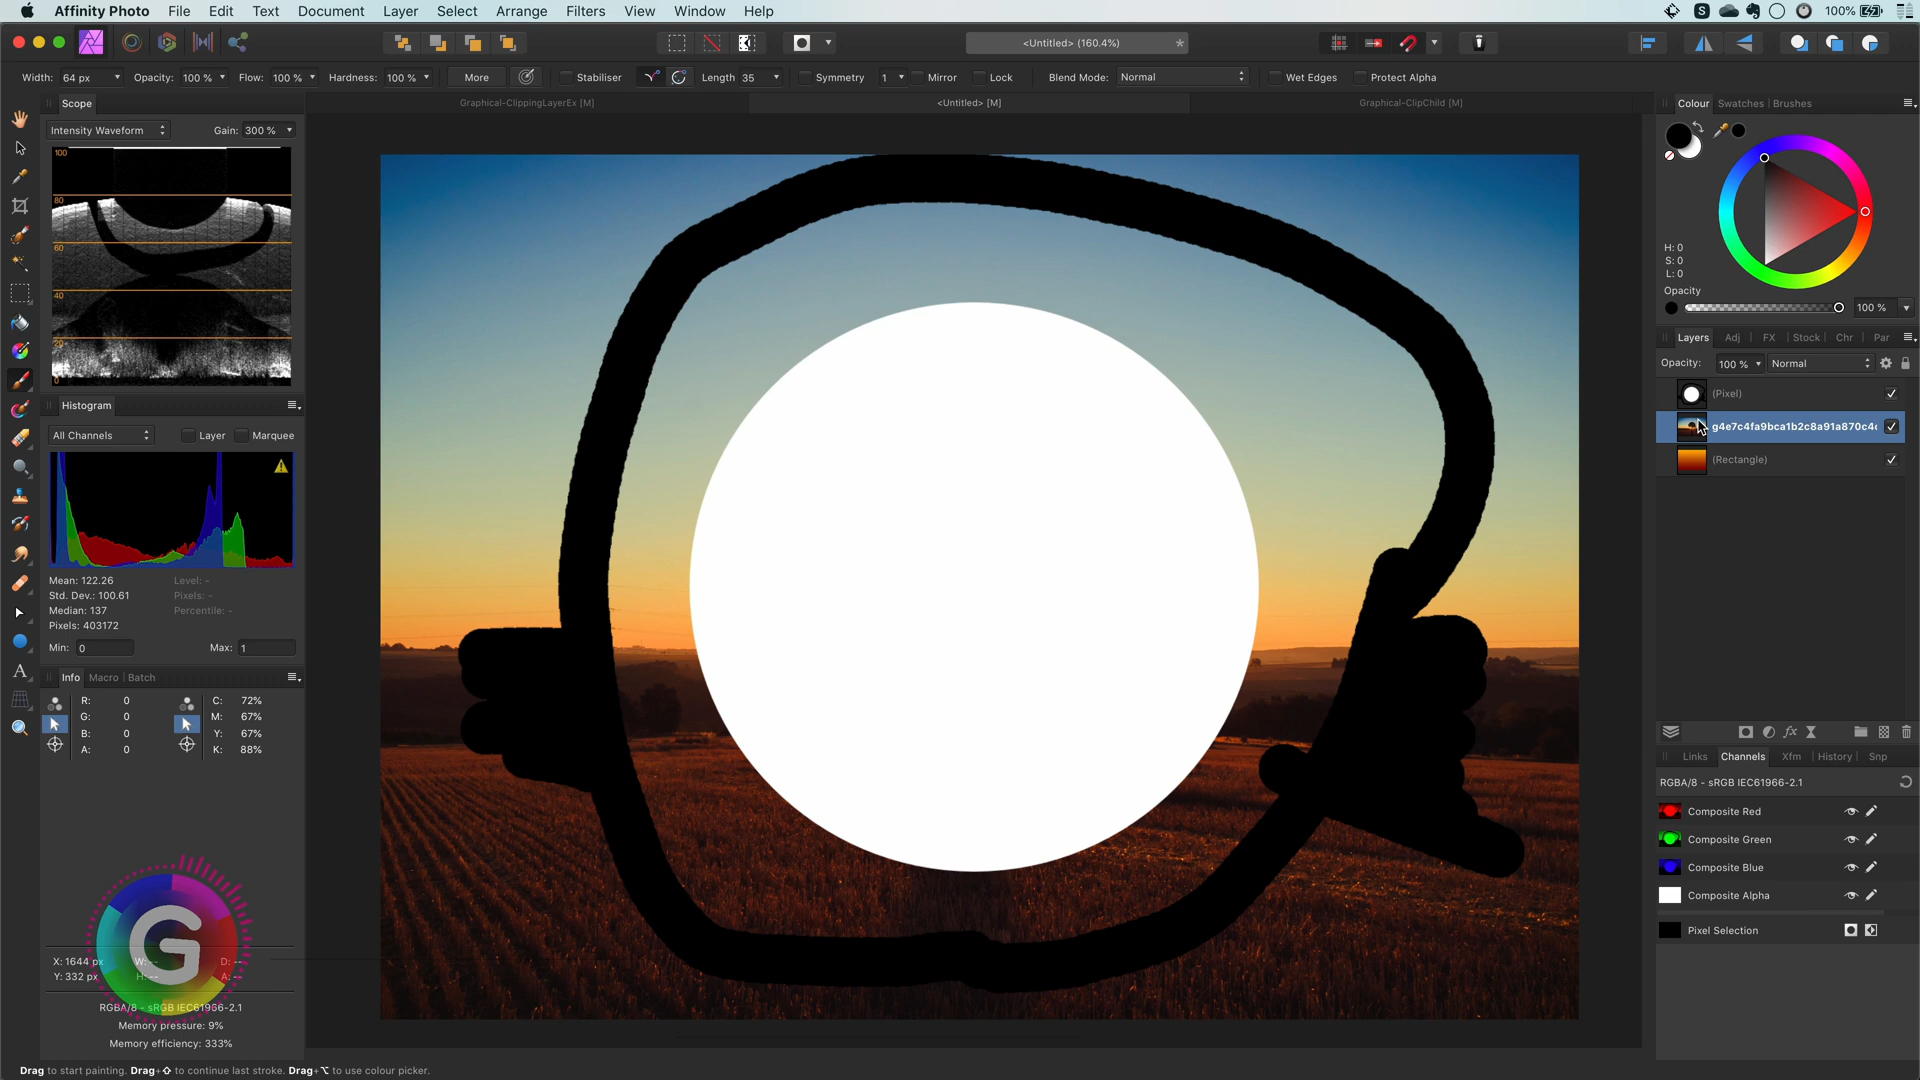 Affinity Photo File Edit Text Document Layer Select Arrange Filters View Window Help
100%
<Untitled> (160.4%)
Width: 64 px Opacity: 100 % Flow: 100 % Hardness: 100 % More Stabiliser Length 35 Symmetry 1 Mirror Lock Blend Mode: Normal Wet Edges Protect Alpha
Scope
Graphical-ClippingLayerEx [M]
<Untitled> [M]
Graphical-ClipChild [M]
Colour Swatches Brushes
Intensity Waveform Gain: 300 %
100
80
60
40
20
0
H: 0
S: 0
L: 0
Opacity
100 %
Layers Adj FX Stock Chr Par
Opacity: 100 % Normal
(Pixel)
g4e7c4fa9bca1b2c8a91a870c4
(Rectangle)
Histogram
All Channels Layer Marquee
Mean: 122.26
Std. Dev.: 100.61
Median: 137
Pixels: 403172
Level: -
Pixels: -
Percentile: -
Min: 0 Max: 1
Info Macro Batch
R: 0
G: 0
B: 0
A: 0
C: 72%
M: 67%
Y: 67%
K: 88%
fx
Links Channels Xfm History Snp
RGBA/8 - sRGB IEC61966-2.1
Composite Red
Composite Green
Composite Blue
Composite Alpha
Pixel Selection
G
X: 1644 px W: -- D: --
Y: 332 px H: -- A: --
RGBA/8 - sRGB IEC61966-2.1
Memory pressure: 9%
Memory efficiency: 333%
Drag to start painting. Drag+⇧ to continue last stroke. Drag+⌥ to use colour picker.